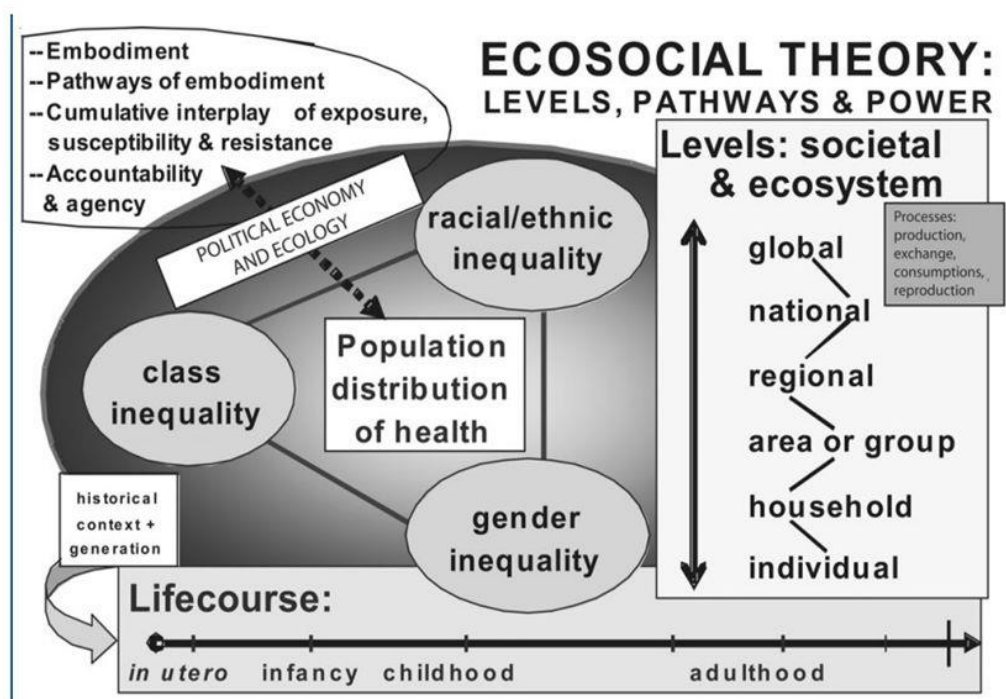 --Embodiment
--Pathways of embodiment
--Cumulative interplay of exposure,
susceptibility & resistance
--Accountability
& agency
ECOSOCIAL THEORY:
LEVELS, PATHWAYS & POWER
POLITICAL ECONOMY
AND ECOLOGY
racial/ethnic
inequality
class
inequality
Population
distribution
of health
gender
inequality
historical
context +
generation
Levels: societal
& ecosystem
Processes:
production,
exchange,
consumptions,
reproduction
global
national
regional
area or group
household
individual
Lifecourse:
in utero infancy childhood adulthood